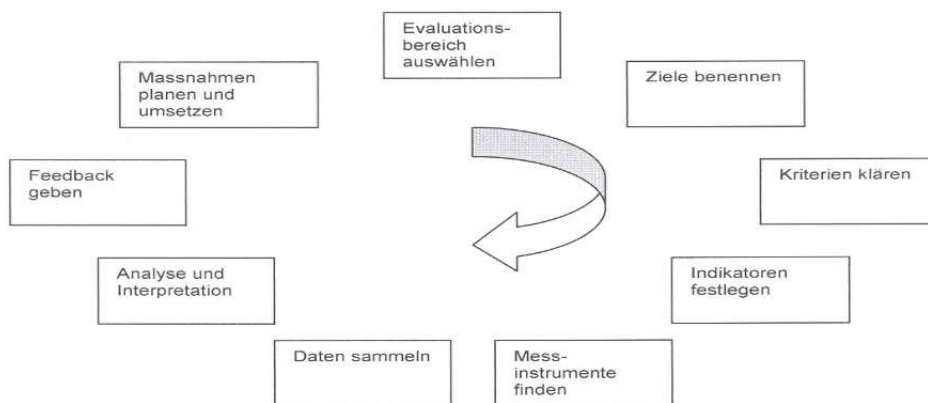 Evaluations-
bereich
auswählen
Ziele benennen
Kriterien klären
Indikatoren
festlegen
Mess-
instrumente
finden
Daten sammeln
Analyse und
Interpretation
Feedback
geben
Massnahmen
planen und
umsetzen